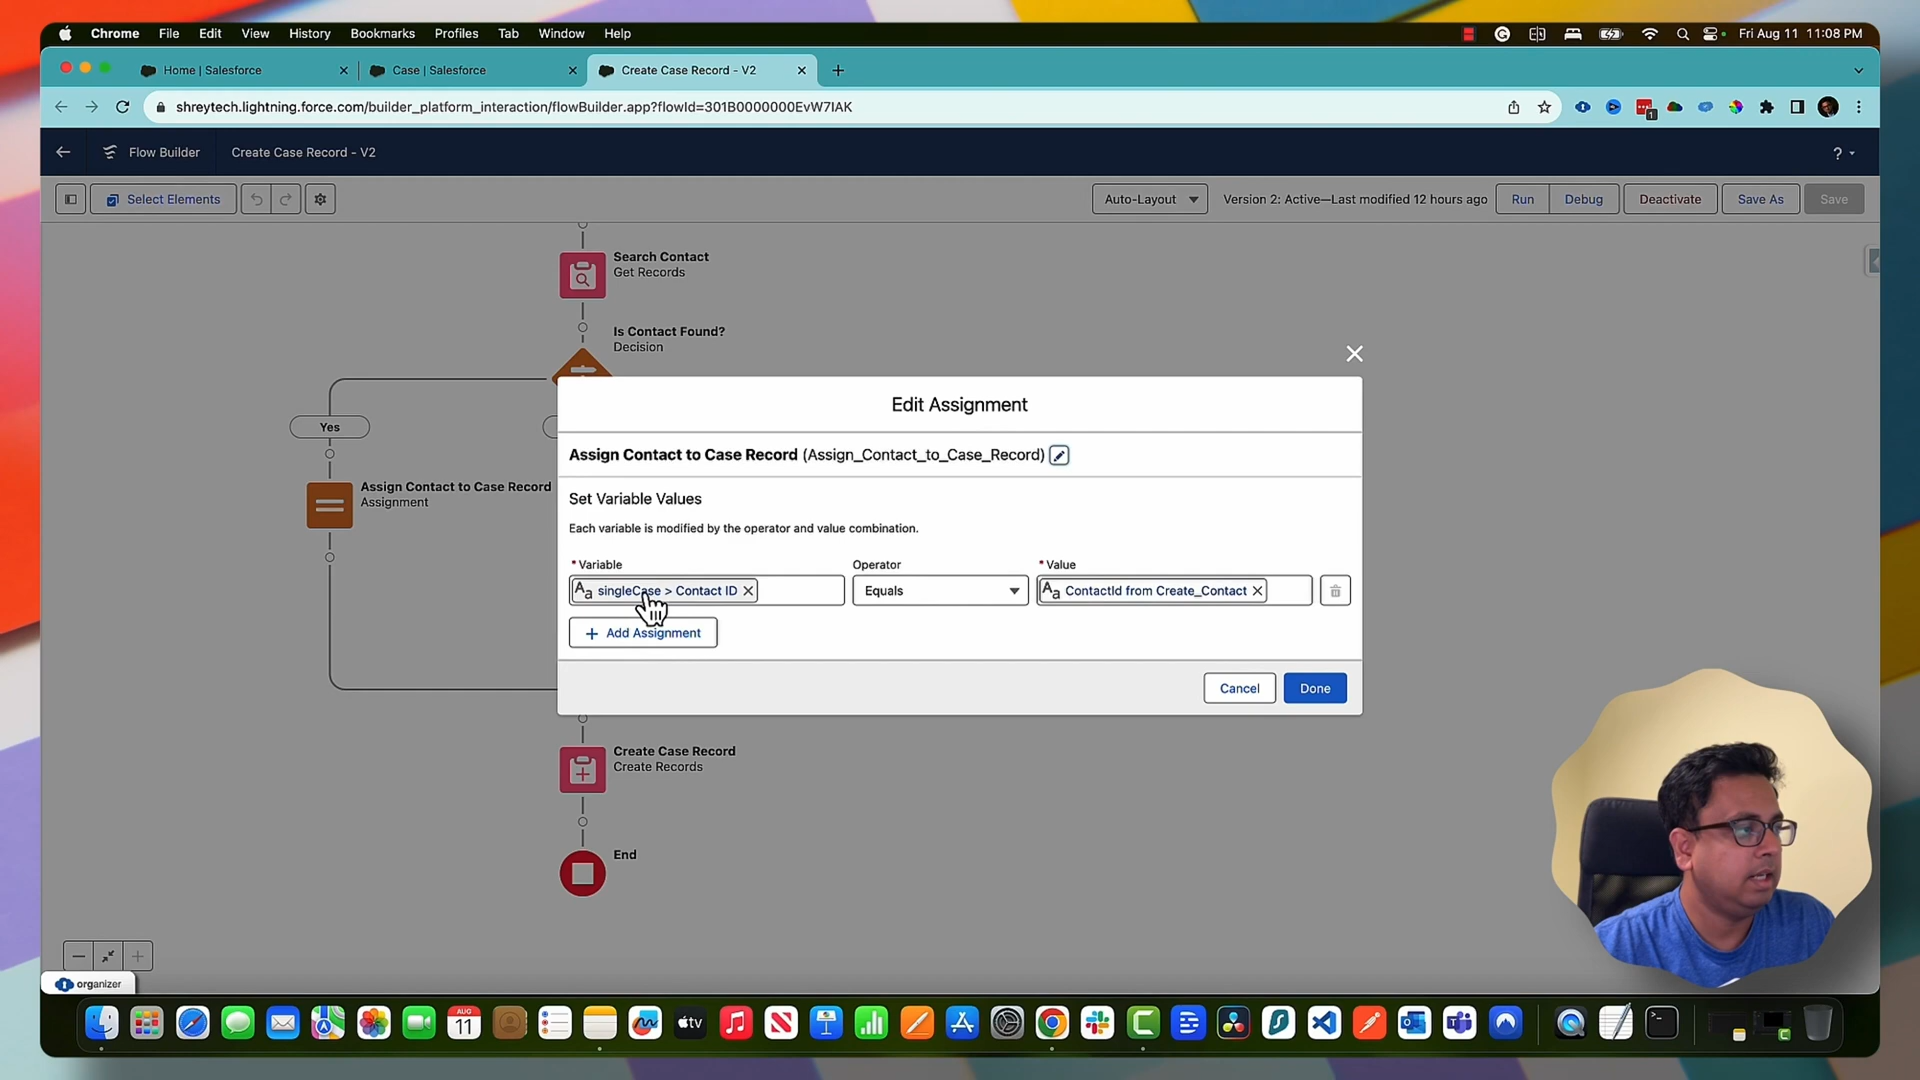 Chrome File Edit View History Bookmarks Profiles Tab Window Help Fri Aug 11 11:08 PM
Home | Salesforce Case | Salesforce Create Case Record - V2
shreytech.lightning.force.com/builder_platform_interaction/flowBuilder.app?flowId=301B0000000EvW7IAK
1
Flow Builder Create Case Record - V2 ?
Select Elements Auto-Layout Version 2: Active—Last modified 12 hours ago Run Debug Deactivate Save As Save
Search Contact
Get Records
Is Contact Found?
Decision
Yes
Assign Contact to Case Record
Assignment
Edit Assignment
Assign Contact to Case Record (Assign_Contact_to_Case_Record)
Set Variable Values
Each variable is modified by the operator and value combination.
* Variable Operator * Value
Aa singleCase > Contact ID Equals Aa ContactId from Create_Contact
+ Add Assignment
Cancel Done
Create Case Record
Create Records
End
organizer
AUG
11
tv